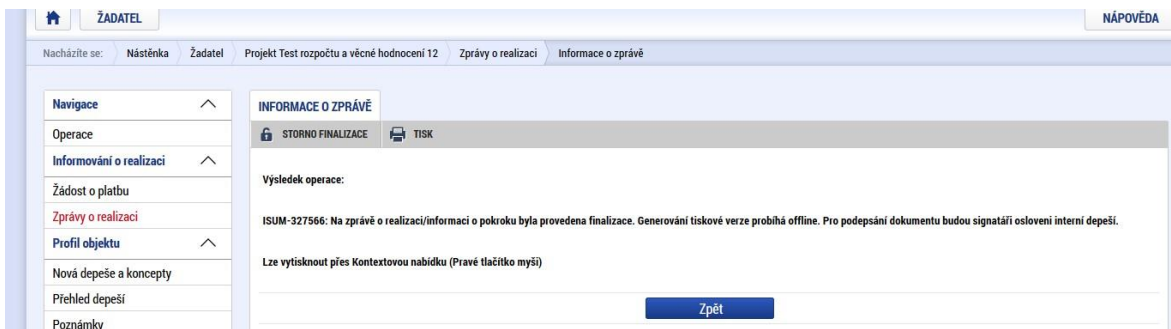 ŽADATEL
NÁPOVĚDA
Nacházíte se:
Nástěnka
Žadatel
Projekt Test rozpočtu a věcné hodnocení 12
Zprávy o realizaci
Informace o zprávě
Navigace
Operace
Informování o realizaci
Žádost o platbu
Zprávy o realizaci
Profil objektu
Nová depeše a koncepty
Přehled depeší
Poznámky
INFORMACE O ZPRÁVĚ
STORNO FINALIZACE
TISK
Výsledek operace:
ISUM-327566: Na zprávě o realizaci/informaci o pokroku byla provedena finalizace. Generování tiskové verze probíhá offline. Pro podepsání dokumentu budou signatáři osloveni interní depeší.
Lze vytisknout přes Kontextovou nabídku (Pravé tlačítko myši)
Zpět